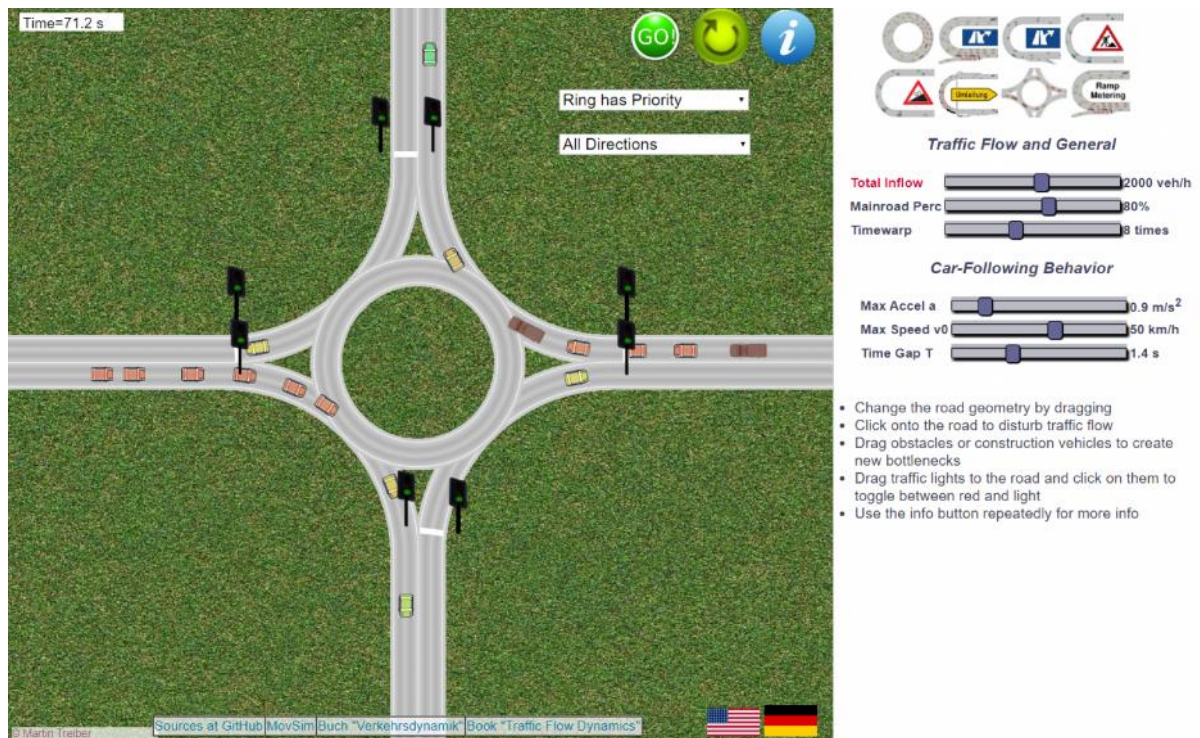 Time=71.2 s
GO!
i
Ring has Priority
All Directions
Umleitung
Ramp
Metering
Traffic Flow and General
Total Inflow 2000 veh/h
Mainroad Perc 80%
Timewarp 8 times
Car-Following Behavior
Max Accel a 0.9 m/s²
Max Speed v0 50 km/h
Time Gap T 1.4 s
• Change the road geometry by dragging
• Click onto the road to disturb traffic flow
• Drag obstacles or construction vehicles to create
new bottlenecks
• Drag traffic lights to the road and click on them to
toggle between red and light
• Use the info button repeatedly for more info
Sources at GitHub MovSim Buch "Verkehrsdynamik" Book "Traffic Flow Dynamics"
© Martin Treiber